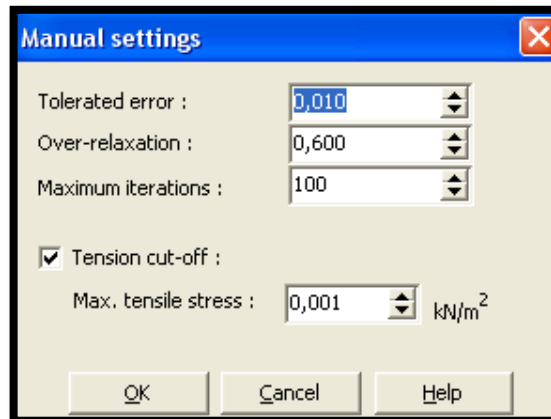 Manual settings
Tolerated error : 0,010
Over-relaxation : 0,600
Maximum iterations : 100
Tension cut-off :
Max. tensile stress : 0,001 kN/m²
OK Cancel Help